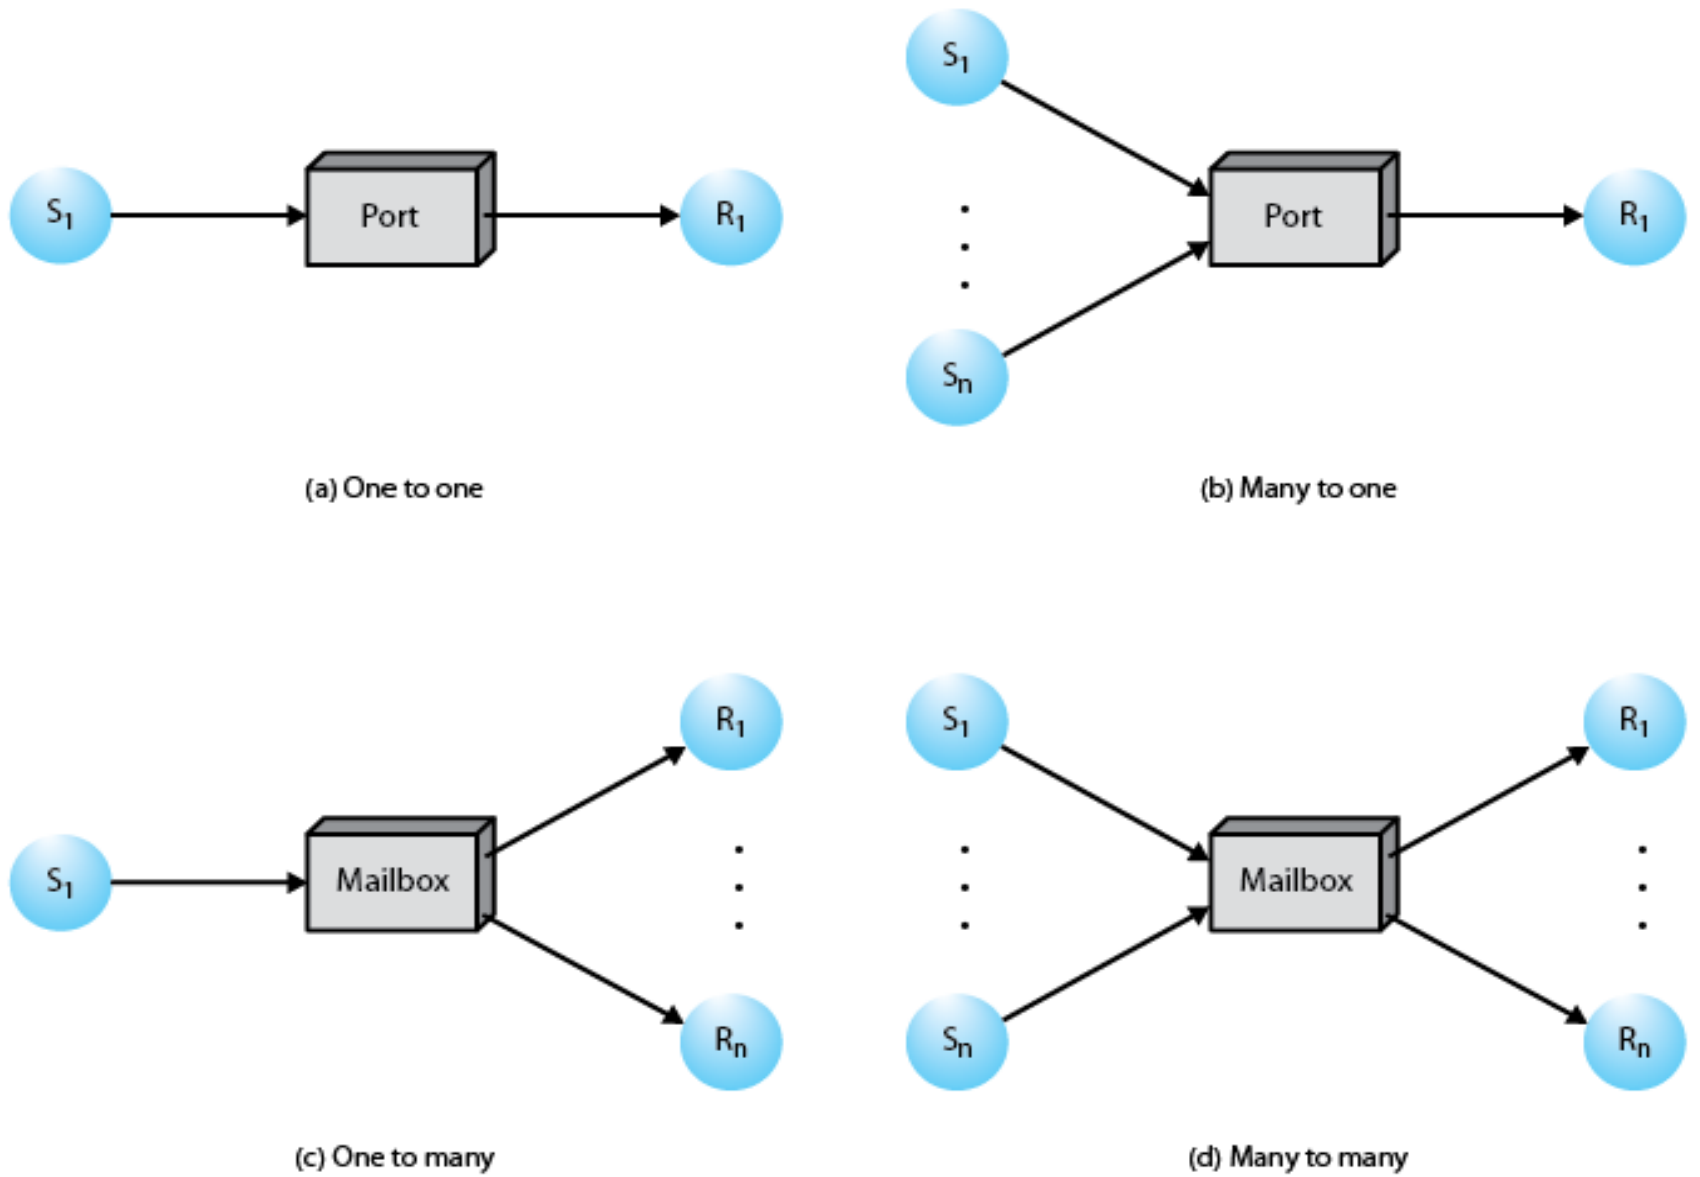 S1 Port R1
(a) One to one
S1
Port R1
Sn
(b) Many to one
S1 Mailbox
R1
Rn
(c) One to many
S1 R1
Mailbox
Sn Rn
(d) Many to many